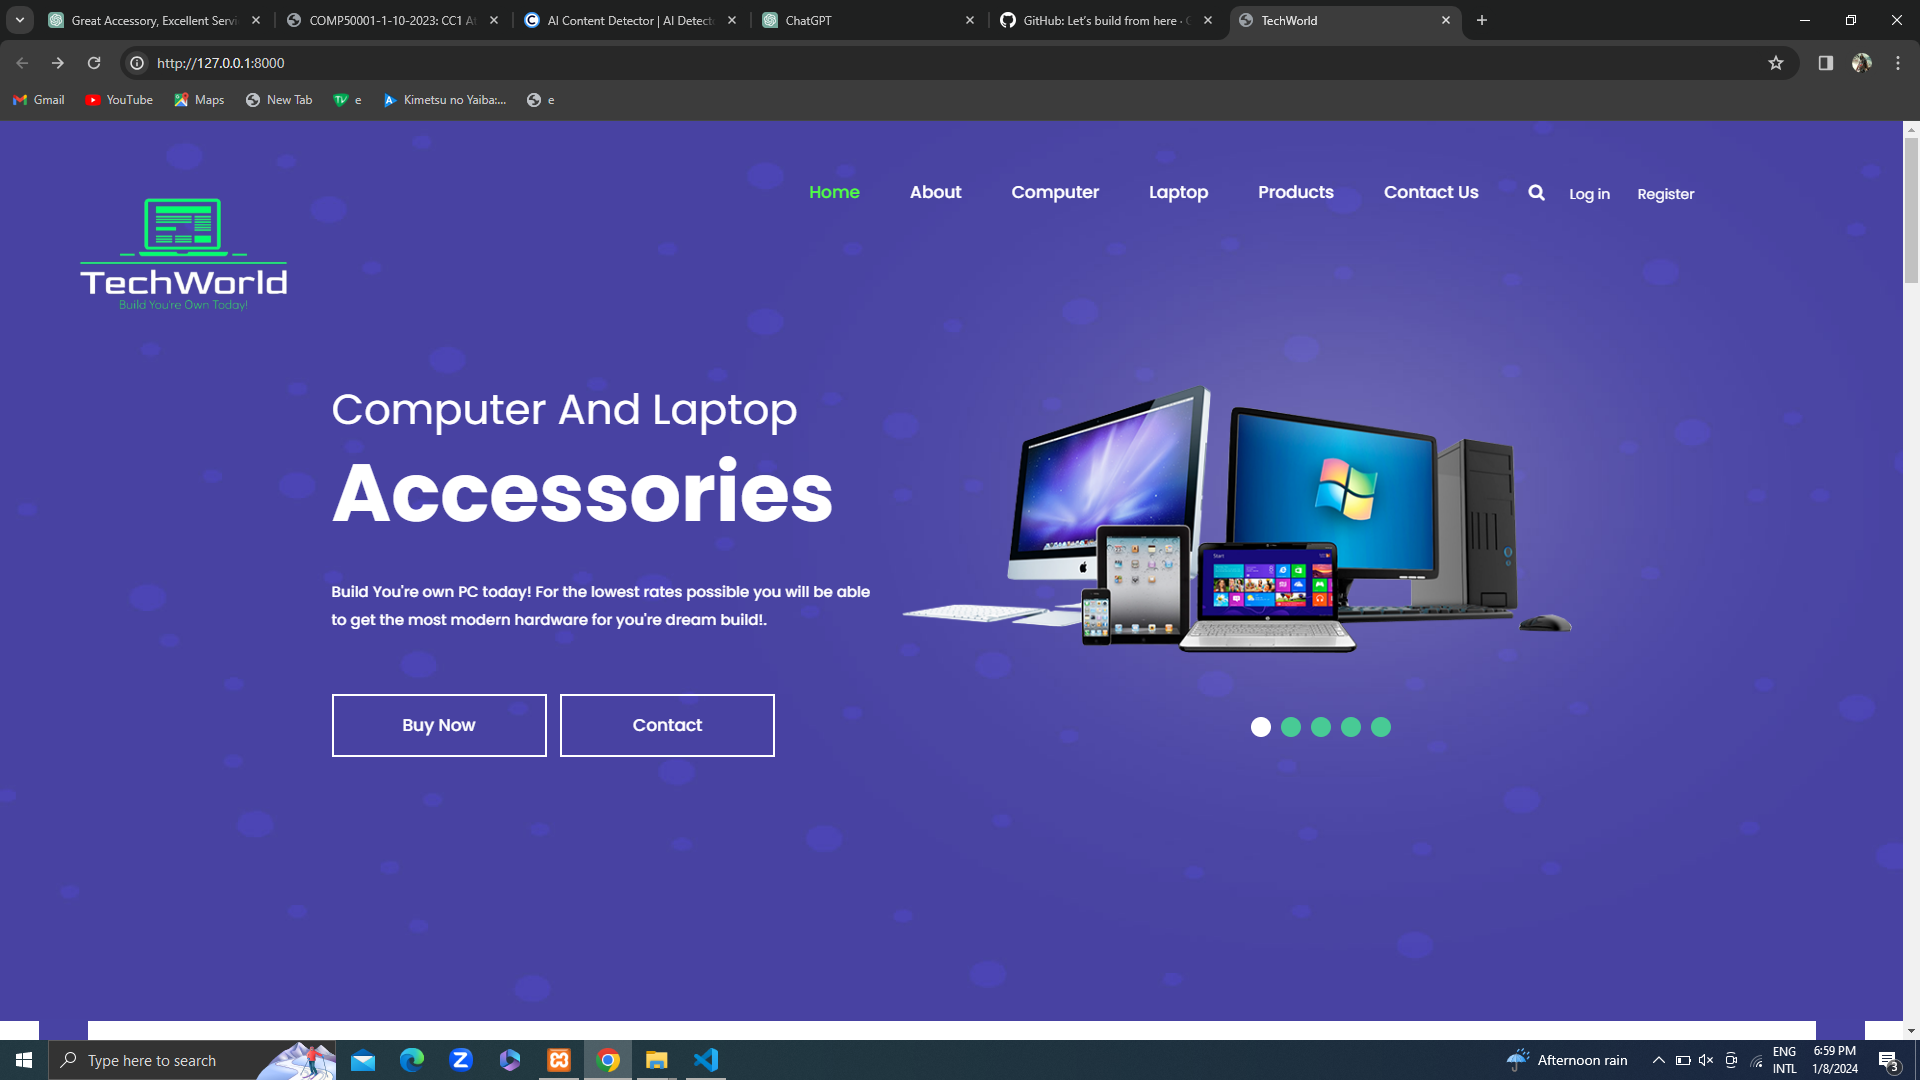 Great Accessory, Excellent Servi
COMP50001-1-10-2023: CC1 A
AI Content Detector | AI Detect
ChatGPT
GitHub: Let's build from here ·
TechWorld
http://127.0.0.1:8000
Gmail
YouTube
Maps
New Tab
e
Kimetsu no Yaiba:...
e
Home
About
Computer
Laptop
Products
Contact Us
Log in
Register
TechWorld
Build You're Own Today!
Computer And Laptop
Accessories
Build You're own PC today! For the lowest rates possible you will be able
to get the most modern hardware for you're dream build!.
Start
Buy Now
Contact
Type here to search
Afternoon rain
ENG
INTL
6:59 PM
1/8/2024
3